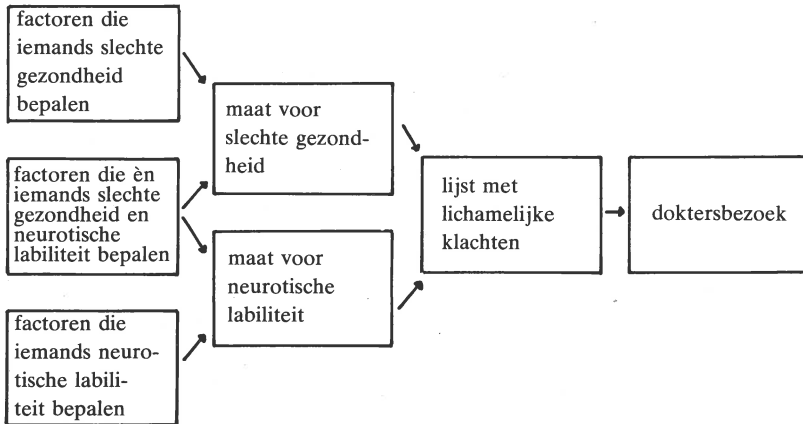 factoren die
iemands slechte
gezondheid
bepalen
factoren die èn
iemands slechte
gezondheid en
neurotische
labiliteit bepalen
factoren die
iemands neuro-
tische labili-
teit bepalen
maat voor
slechte gezond-
heid
maat voor
neurotische
labiliteit
lijst met
lichamelijke
klachten
doktersbezoek